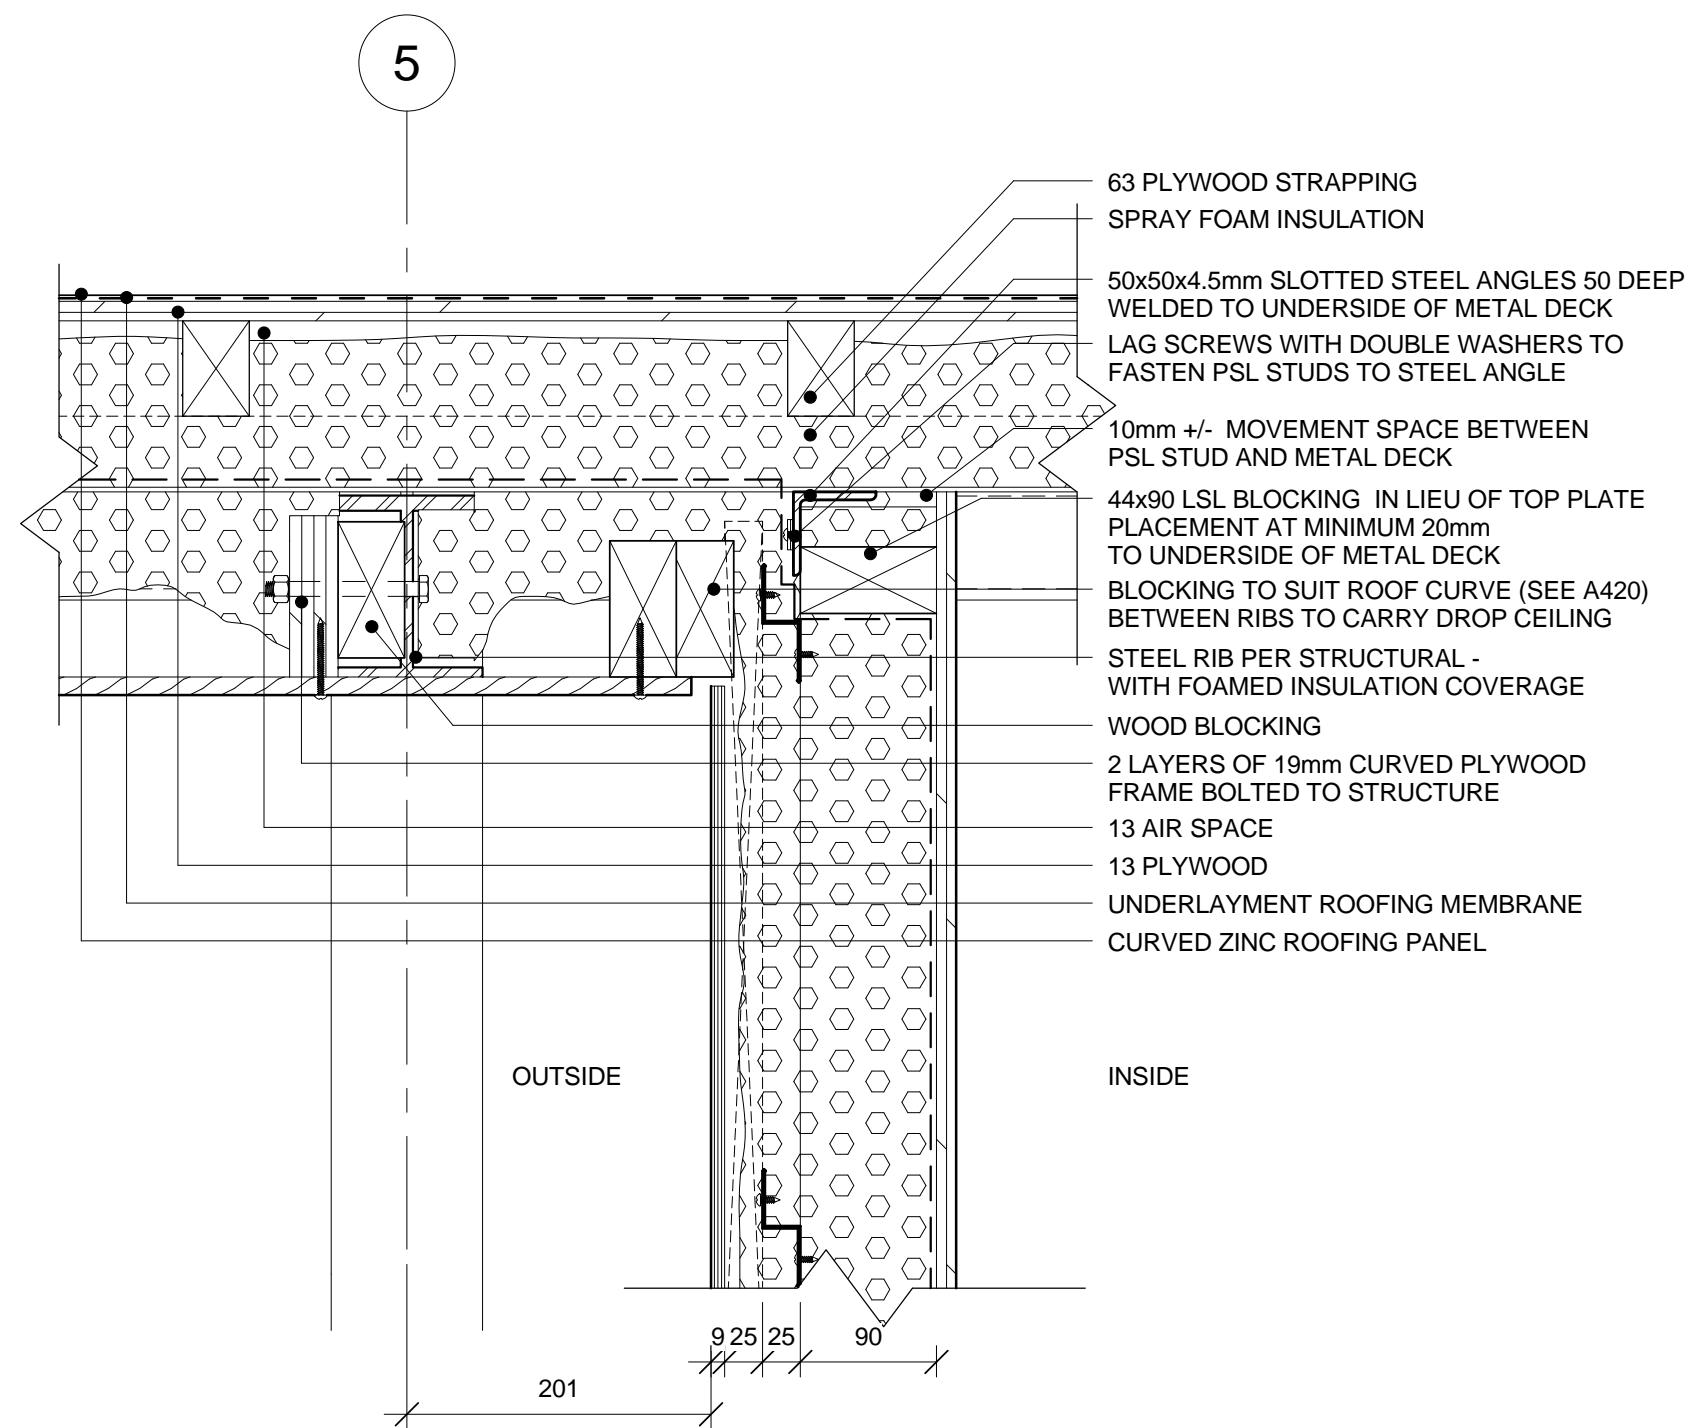 5
63 PLYWOOD STRAPPING
SPRAY FOAM INSULATION
50x50x4.5mm SLOTTED STEEL ANGLES 50 DEEP
WELDED TO UNDERSIDE OF METAL DECK
LAG SCREWS WITH DOUBLE WASHERS TO
FASTEN PSL STUDS TO STEEL ANGLE
10mm +/- MOVEMENT SPACE BETWEEN
PSL STUD AND METAL DECK
44x90 LSL BLOCKING IN LIEU OF TOP PLATE
PLACEMENT AT MINIMUM 20mm
TO UNDERSIDE OF METAL DECK
BLOCKING TO SUIT ROOF CURVE (SEE A420)
BETWEEN RIBS TO CARRY DROP CEILING
STEEL RIB PER STRUCTURAL -
WITH FOAMED INSULATION COVERAGE
WOOD BLOCKING
2 LAYERS OF 19mm CURVED PLYWOOD
FRAME BOLTED TO STRUCTURE
13 AIR SPACE
13 PLYWOOD
UNDERLAYMENT ROOFING MEMBRANE
CURVED ZINC ROOFING PANEL
OUTSIDE
INSIDE
9 25 25 90
201